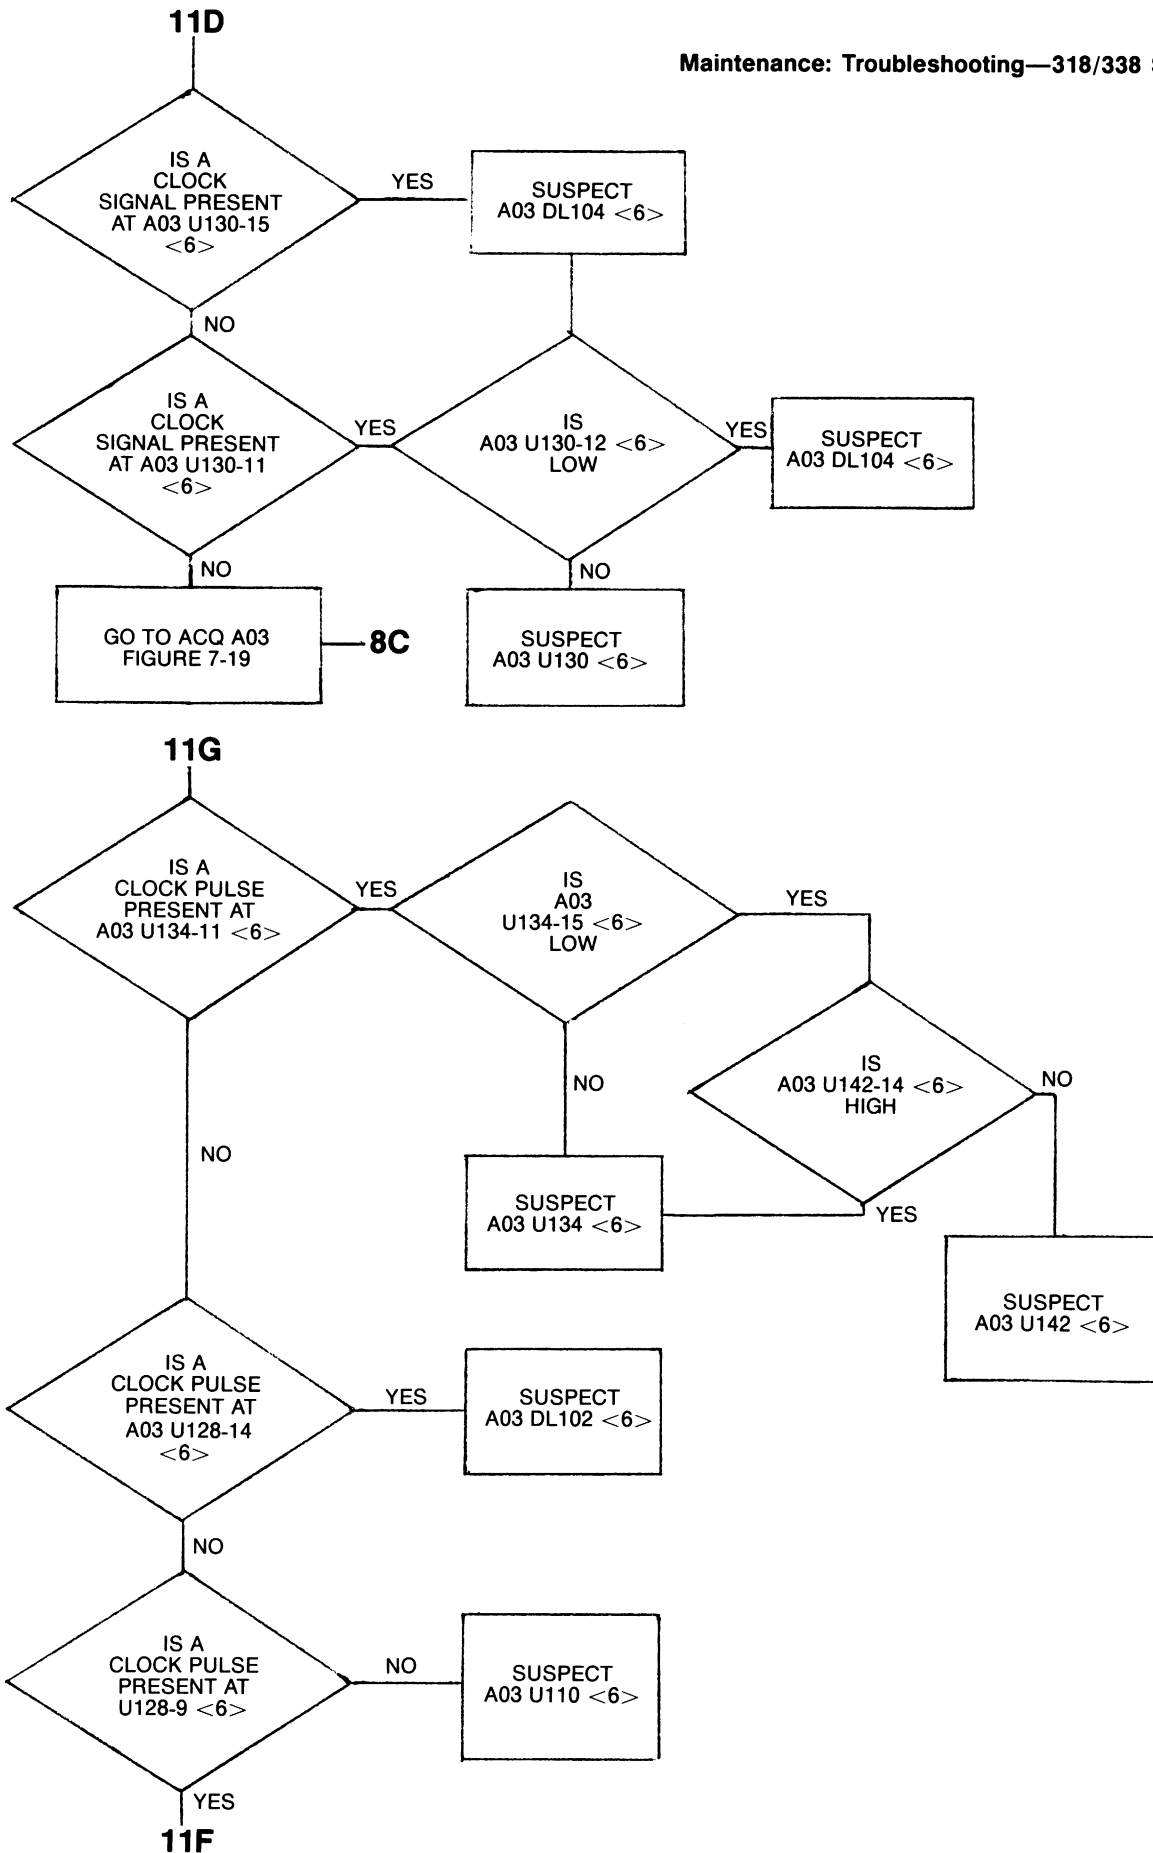 11D
Maintenance: Troubleshooting—318/338
IS A
CLOCK
SIGNAL PRESENT
AT A03 U130-15
<6>
YES
SUSPECT
A03 DL104 <6>
NO
IS A
CLOCK
SIGNAL PRESENT
AT A03 U130-11
<6>
YES
IS
A03 U130-12 <6>
LOW
YES
SUSPECT
A03 DL104 <6>
NO
GO TO ACQ A03
FIGURE 7-19
8C
NO
SUSPECT
A03 U130 <6>
11G
IS A
CLOCK PULSE
PRESENT AT
A03 U134-11 <6>
YES
IS
A03
U134-15 <6>
LOW
YES
IS
A03 U142-14 <6>
HIGH
NO
NO
NO
SUSPECT
A03 U134 <6>
YES
SUSPECT
A03 U142 <6>
IS A
CLOCK PULSE
PRESENT AT
A03 U128-14
<6>
YES
SUSPECT
A03 DL102 <6>
NO
IS A
CLOCK PULSE
PRESENT AT
U128-9 <6>
NO
SUSPECT
A03 U110 <6>
YES
11F